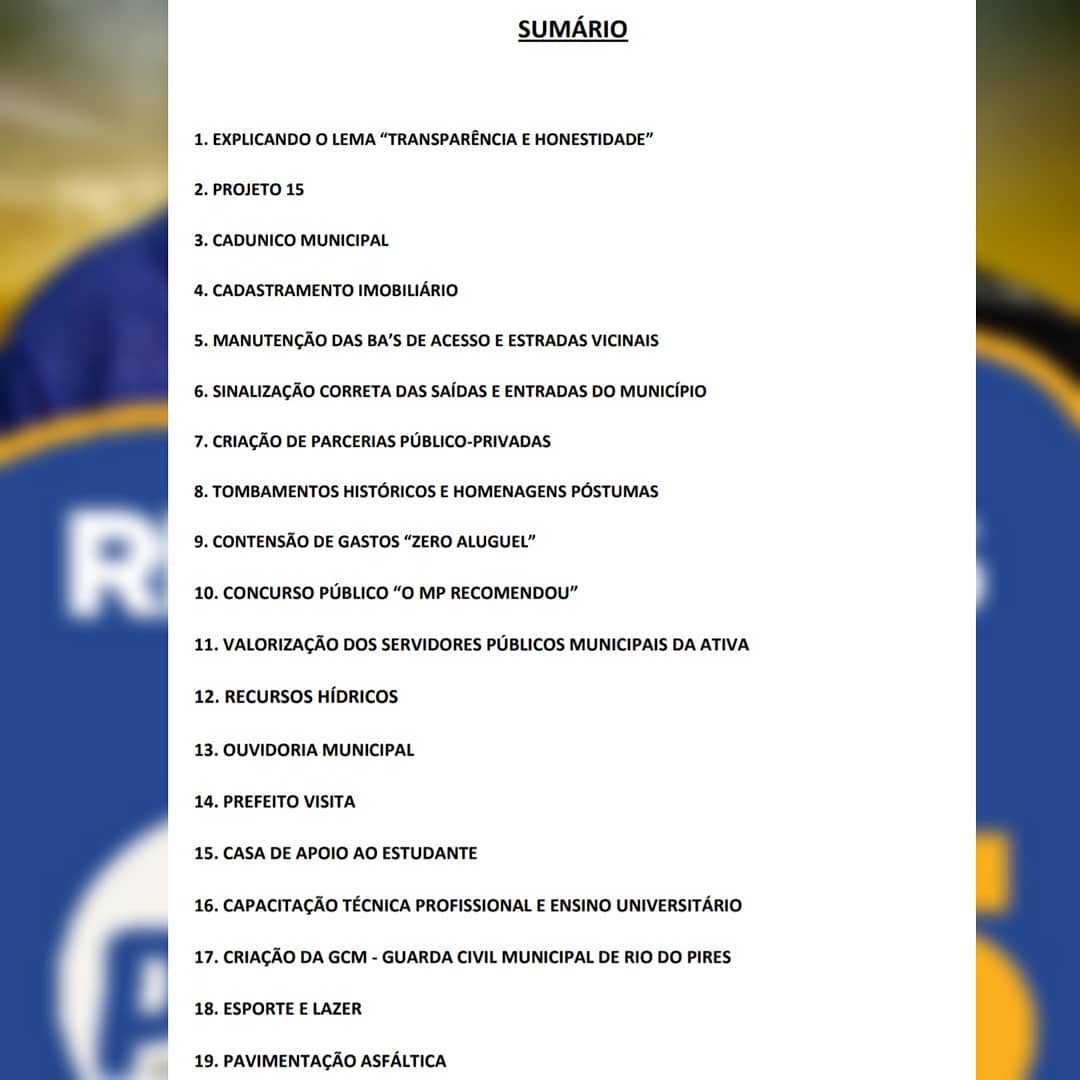 SUMÁRIO
1. EXPLICANDO O LEMA “TRANSPARÊNCIA E HONESTIDADE”
2. PROJETO 15
3. CADUNICO MUNICIPAL
4. CADASTRAMENTO IMOBILIÁRIO
5. MANUTENÇÃO DAS BA’S DE ACESSO E ESTRADAS VICINAIS
6. SINALIZAÇÃO CORRETA DAS SAÍDAS E ENTRADAS DO MUNICÍPIO
7. CRIAÇÃO DE PARCERIAS PÚBLICO-PRIVADAS
8. TOMBAMENTOS HISTÓRICOS E HOMENAGENS PÓSTUMAS
9. CONTENSÃO DE GASTOS “ZERO ALUGUEL”
10. CONCURSO PÚBLICO “O MP RECOMENDOU”
11. VALORIZAÇÃO DOS SERVIDORES PÚBLICOS MUNICIPAIS DA ATIVA
12. RECURSOS HÍDRICOS
13. OUVIDORIA MUNICIPAL
14. PREFEITO VISITA
15. CASA DE APOIO AO ESTUDANTE
16. CAPACITAÇÃO TÉCNICA PROFISSIONAL E ENSINO UNIVERSITÁRIO
17. CRIAÇÃO DA GCM - GUARDA CIVIL MUNICIPAL DE RIO DO PIRES
18. ESPORTE E LAZER
19. PAVIMENTAÇÃO ASFÁLTICA